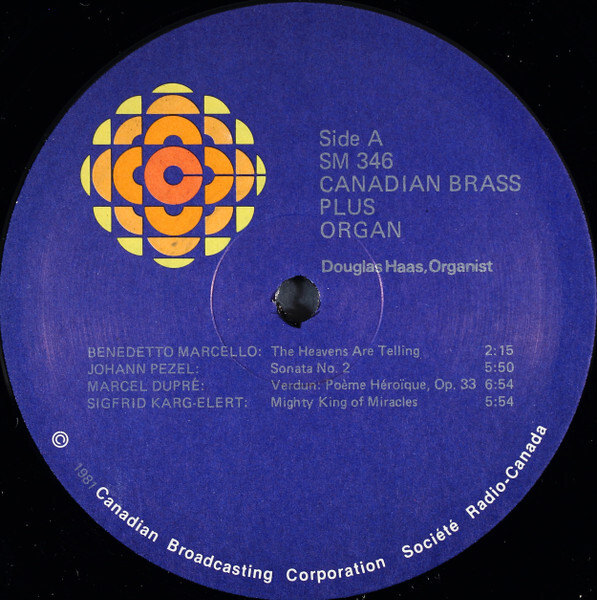 Side A
SM 346
CANADIAN BRASS
PLUS
ORGAN
Douglas Haas, Organist
BENEDETTO MARCELLO: The Heavens Are Telling 2:15
JOHANN PEZEL: Sonata No. 2 5:50
MARCEL DUPRÉ: Verdun: Poème Héroïque, Op. 33 6:54
SIGFRID KARG-ELERT: Mighty King of Miracles 5:54
© 1981 Canadian Broadcasting Corporation Société Radio-Canada